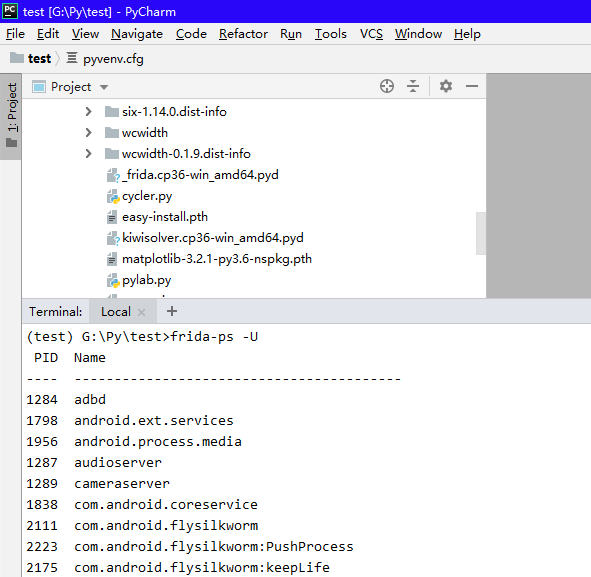 test [G:\Py\test] - PyCharm
File Edit View Navigate Code Refactor Run Tools VCS Window Help
test pyvenv.cfg
1: Project
Project
six-1.14.0.dist-info
wcwidth
wcwidth-0.1.9.dist-info
_frida.cp36-win_amd64.pyd
cycler.py
easy-install.pth
kiwisolver.cp36-win_amd64.pyd
matplotlib-3.2.1-py3.6-nspkg.pth
pylab.py
Terminal: Local × +
(test) G:\Py\test>frida-ps -U
PID Name
---- -----------------------------------------
1284 adbd
1798 android.ext.services
1956 android.process.media
1287 audioserver
1289 cameraserver
1838 com.android.coreservice
2111 com.android.flysilkworm
2223 com.android.flysilkworm:PushProcess
2175 com.android.flysilkworm:keepLife